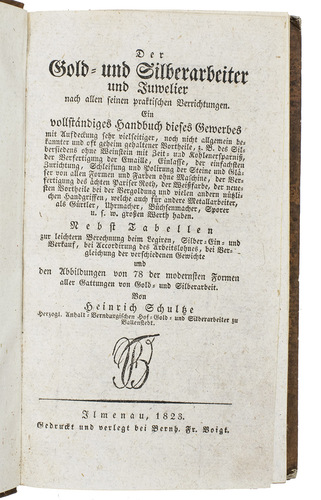 Der
Gold- und Silberarbeiter
und Juwelier
nach allen seinen praktischen Verrichtungen.
Ein
vollständiges Handbuch dieses Gewerbes
mit Aufdeckung sehr vielseitiger, noch nicht allgemein be-
kannter und oft geheim gehaltener Vortheile, z. B. des Sil-
bersiedens ohne Weinstein mit Zeit- und Kohlenersparniß,
der Verfertigung der Emaille, Einlasse, der einfachsten
Zurichtung, Schleifung und Polirung der Steine und Glä-
ser von allen Formen und Farben ohne Maschine, der Ver-
fertigung des ächten Pariser Roth, der Weißfarbe, der neue-
sten Vortheile bei der Vergoldung und vielen andern nützli-
chen Handgriffen, welche auch für andere Metallarbeiter,
als Gürtler, Uhrmacher, Büchsenmacher, Sporer
u. s. w. großen Werth haben.
Nebst Tabellen
zur leichtern Berechnung beim Legiren, Silber-Ein- und
Verkauf, bei Accordirung des Arbeitslohnes, bei Ver-
gleichung der verschiedenen Gewichte
und
den Abbildungen von 78 der modernsten Formen
aller Gattungen von Gold- und Silberarbeit.
Von
Heinrich Schultze
Herzogl. Anhalt-Bernburgischen Hof-Gold- und Silberarbeiter zu
Ballenstedt.
Ilmenau, 1823.
Gedruckt und verlegt bei Bernh. Fr. Voigt.